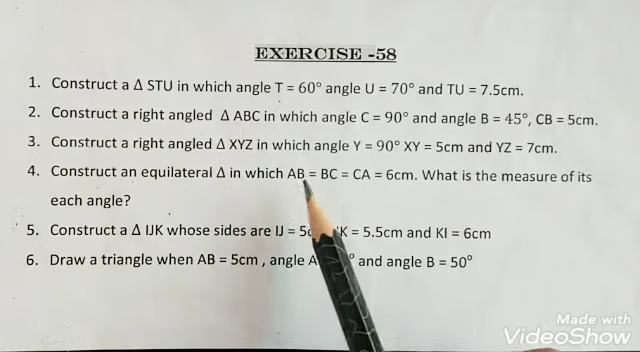 EXERCISE -58
1. Construct a Δ STU in which angle T = 60° angle U = 70° and TU = 7.5cm.
2. Construct a right angled Δ ABC in which angle C = 90° and angle B = 45°, CB = 5cm.
3. Construct a right angled Δ XYZ in which angle Y = 90° XY = 5cm and YZ = 7cm.
4. Construct an equilateral Δ in which AB = BC = CA = 6cm. What is the measure of its
each angle?
5. Construct a Δ IJK whose sides are IJ = 5c K = 5.5cm and KI = 6cm
6. Draw a triangle when AB = 5cm , angle A ° and angle B = 50°
Made with
VideoShow